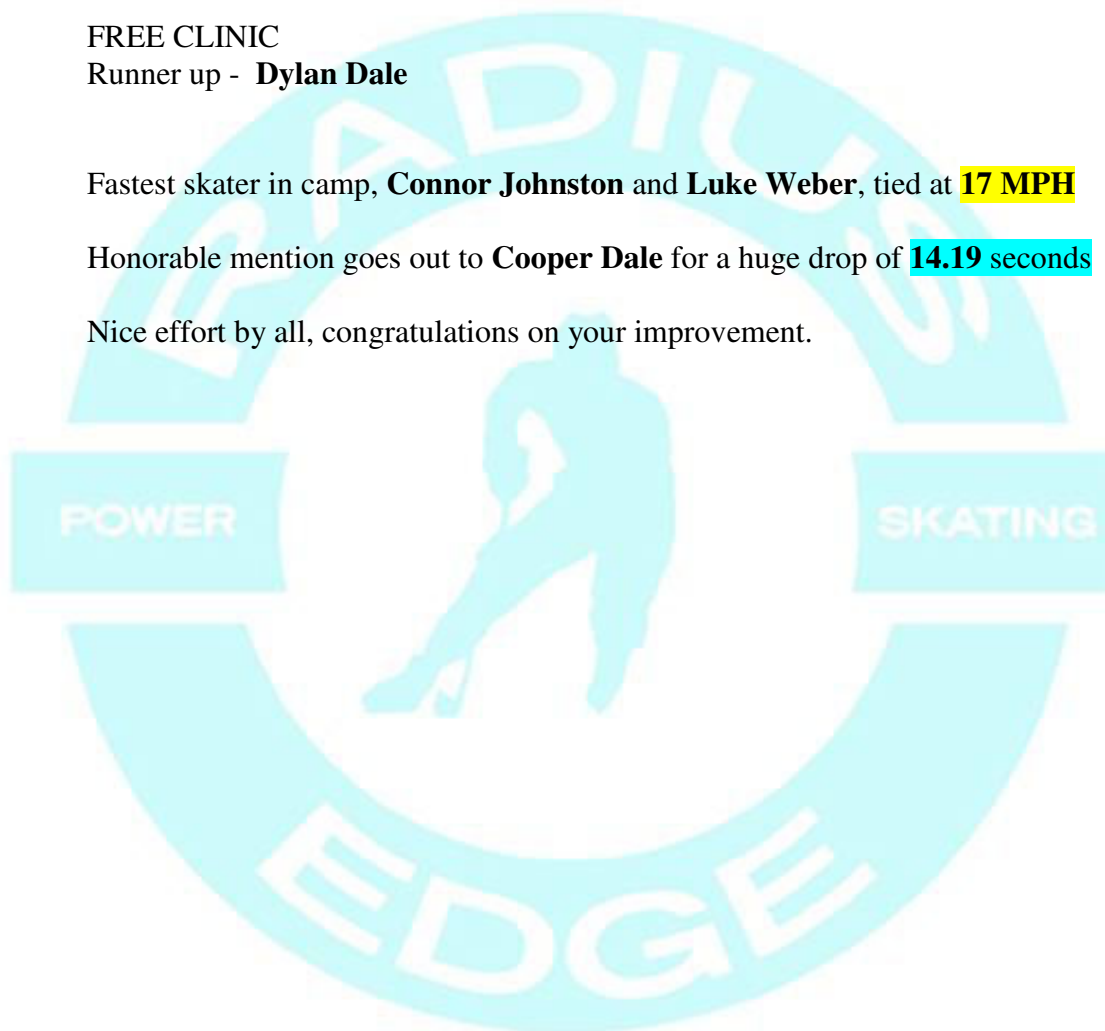 FREE CLINIC
Runner up - Dylan Dale
Fastest skater in camp, Connor Johnston and Luke Weber, tied at 17 MPH
Honorable mention goes out to Cooper Dale for a huge drop of 14.19 seconds
Nice effort by all, congratulations on your improvement.
RADIUS
POWER
SKATING
EDGE